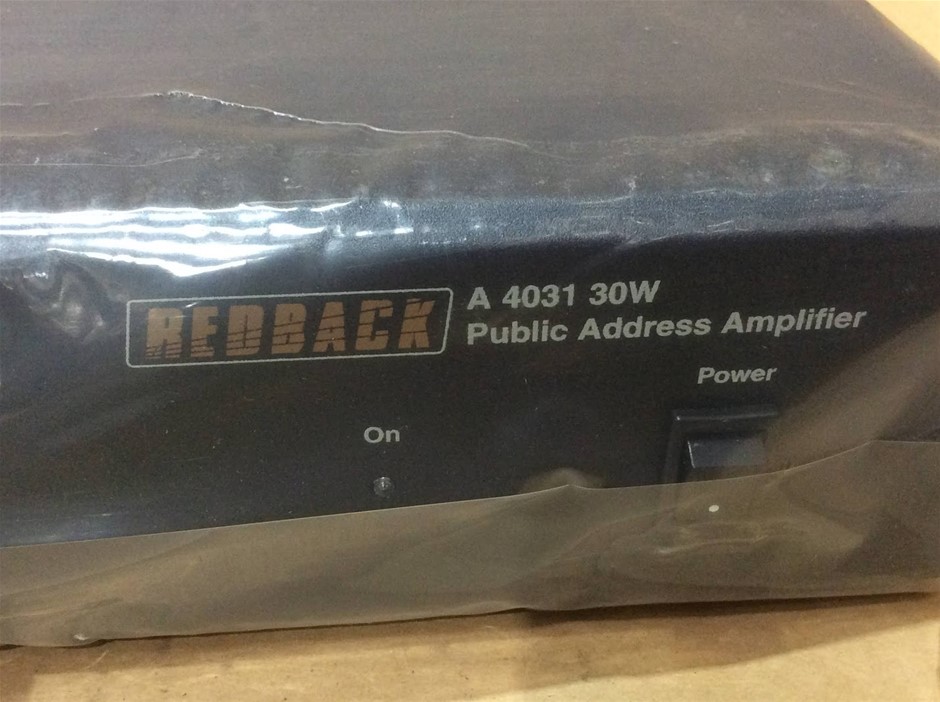 REDBACK
A 4031 30W
Public Address Amplifier
Power
On